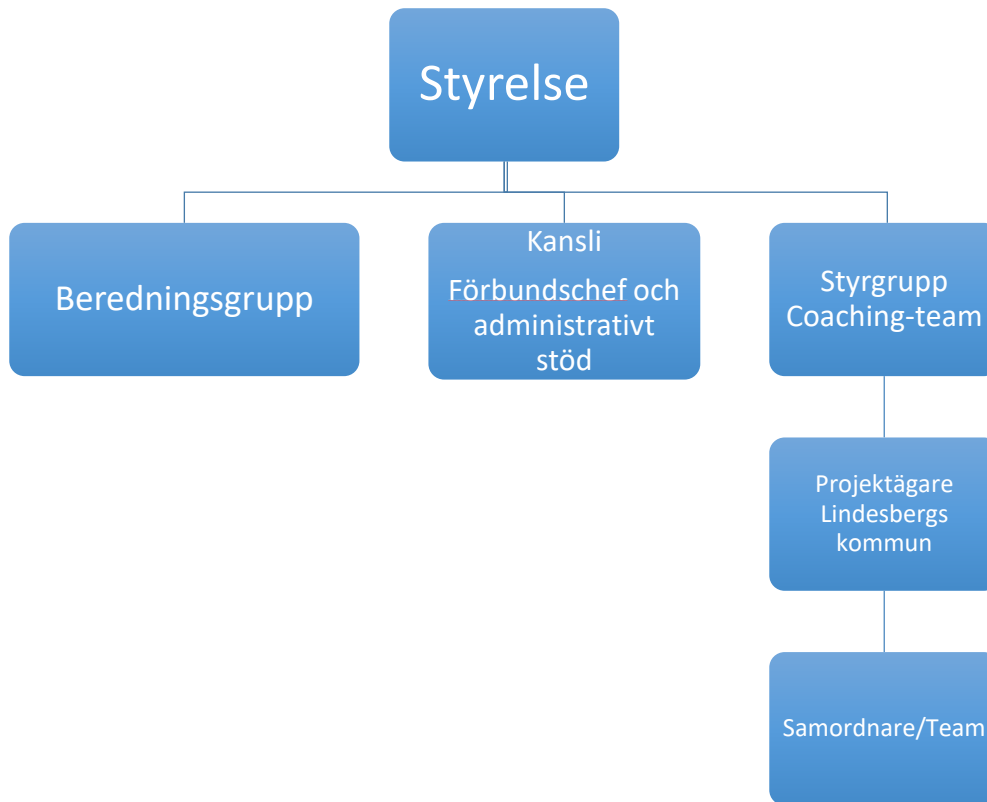 Styrelse
Beredningsgrupp
Kansli
Förbundschef och
administrativt
stöd
Styrgrupp
Coaching-team
Projektägare
Lindesbergs
kommun
Samordnare/Team